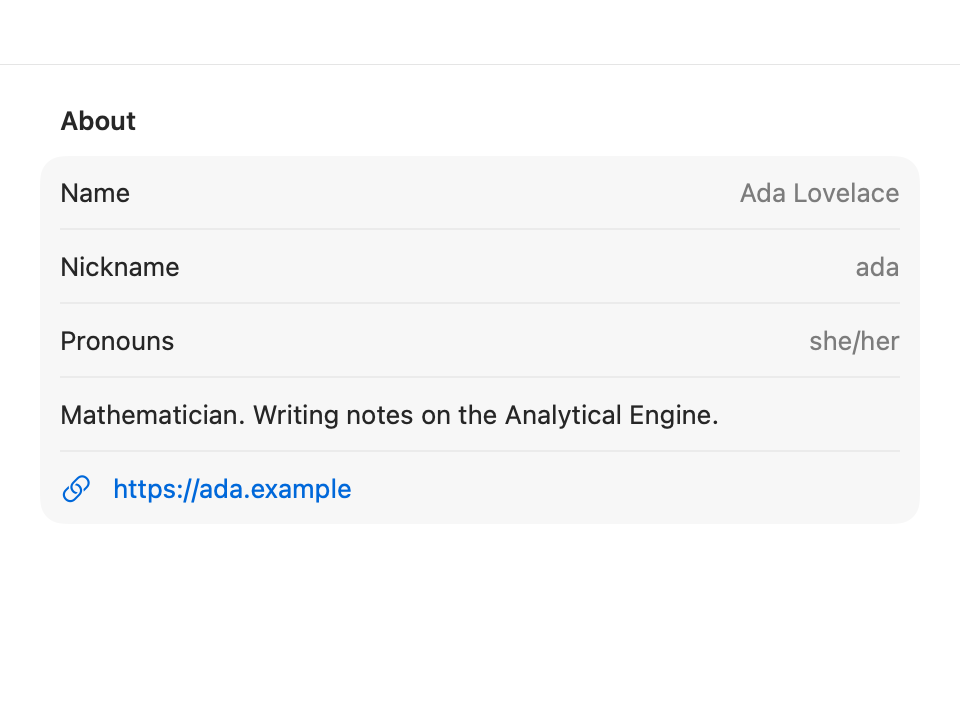 About
Name Ada Lovelace
Nickname ada
Pronouns she/her
Mathematician. Writing notes on the Analytical Engine.
https://ada.example